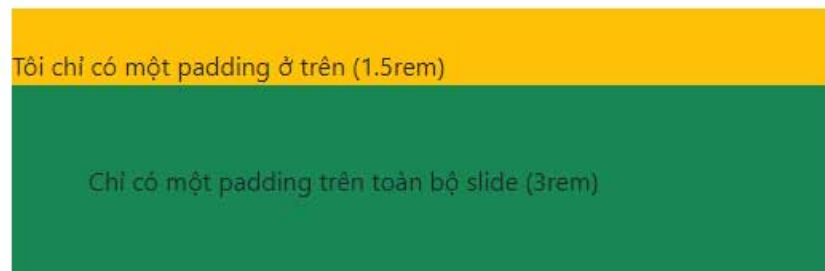 Tôi chỉ có một padding ở trên (1.5rem)
Chỉ có một padding trên toàn bộ slide (3rem)